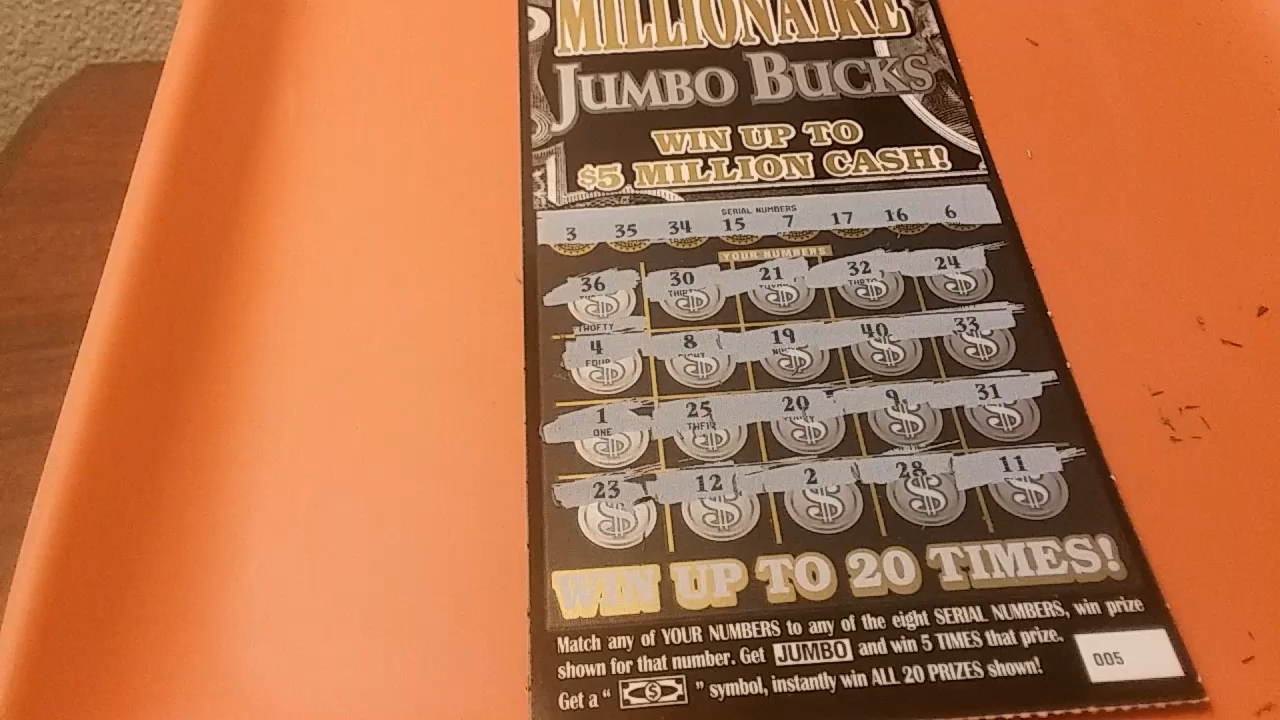 MILLIONAIRE
JUMBO BUCKS
WIN UP TO
$5 MILLION CASH!
SERIAL NUMBERS
3 35 34 15 7 17 16 6
YOUR NUMBERS
36 30 21 32 24
TWOFTY
4 8 19 40 33
FOUR
1 25 20 9 31
ONE
23 12 2 28 11
WIN UP TO 20 TIMES!
Match any of YOUR NUMBERS to any of the eight SERIAL NUMBERS, win prize
shown for that number. Get JUMBO and win 5 TIMES that prize.
Get a " $ " symbol, instantly win ALL 20 PRIZES shown!
005